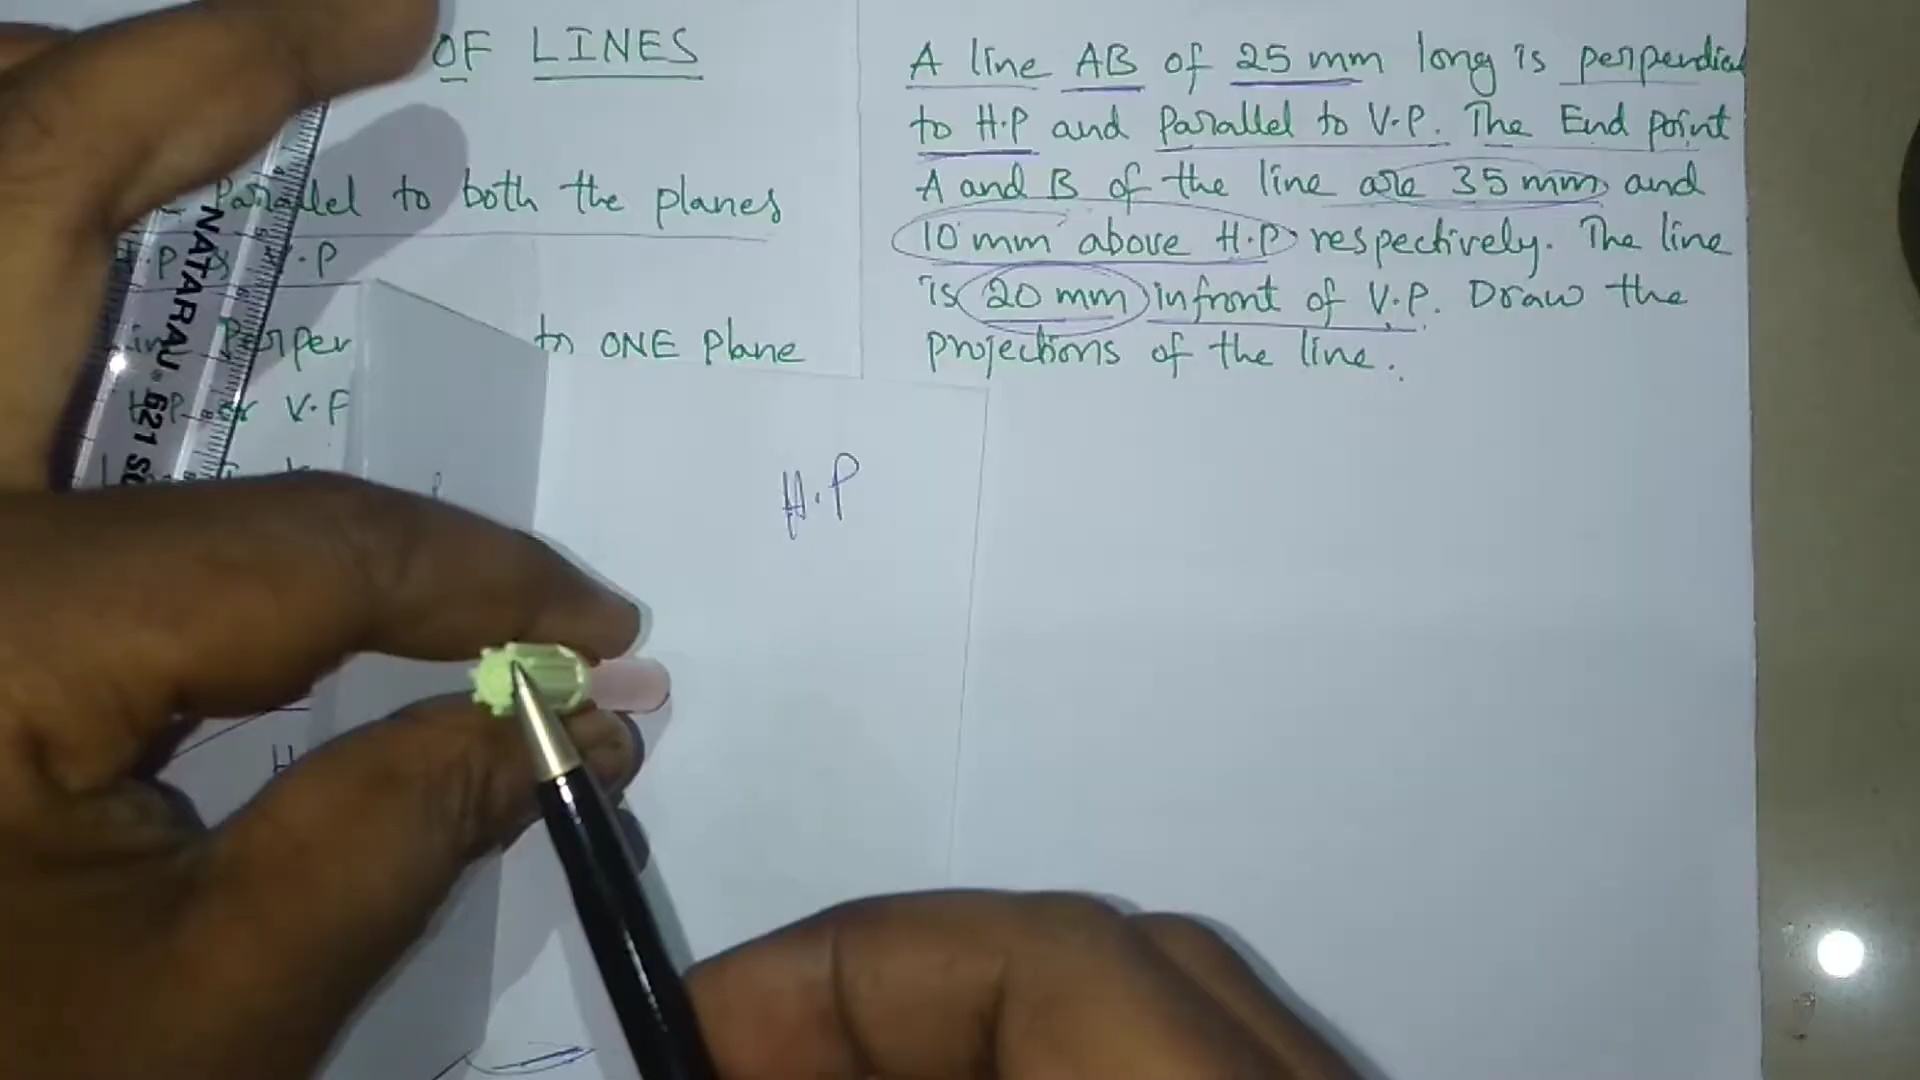 OF LINES
Parallel to both the planes
H.P & V.P
to ONE Plane
H.P or V.P
NATARAJ. 621
H.P
A line AB of 25 mm long is perpendical
to H.P and parallel to V.P. The End point
A and B of the line are 35 mm and
10 mm above H.P respectively. The line
is 20 mm infront of V.P. Draw the
projections of the line.